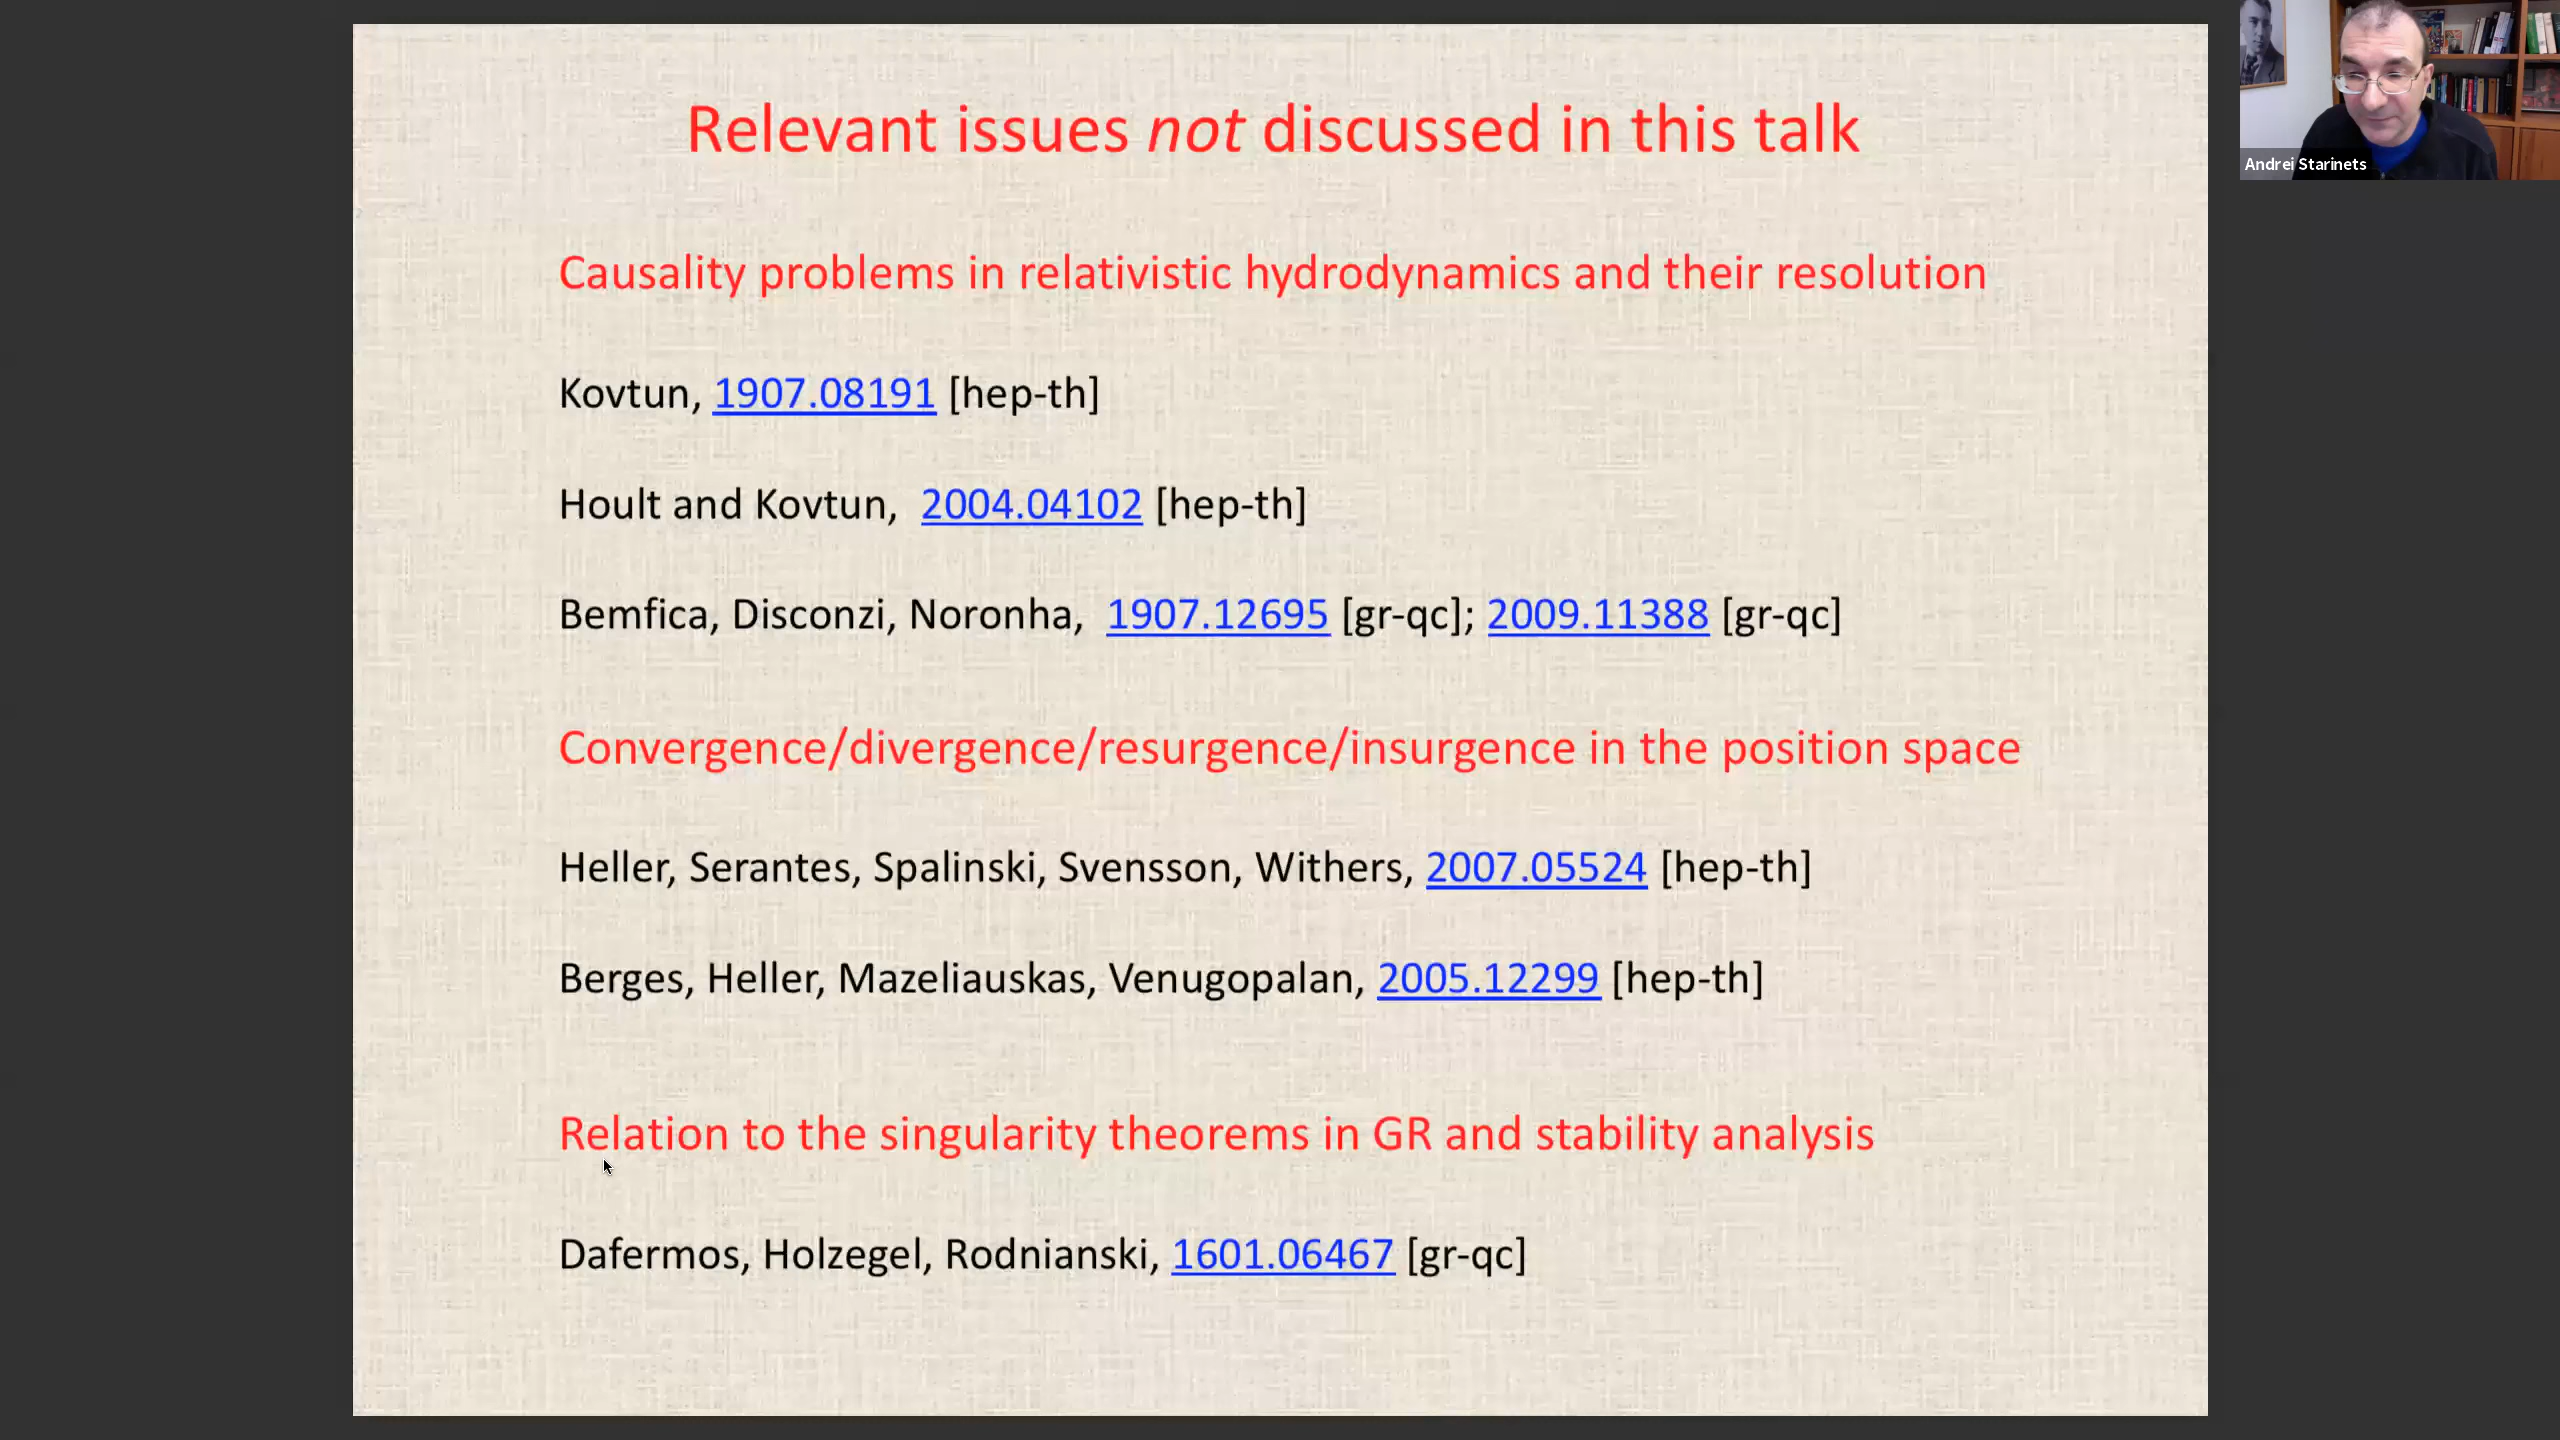 Relevant issues not discussed in this talk
Causality problems in relativistic hydrodynamics and their resolution
Kovtun, 1907.08191 [hep-th]
Hoult and Kovtun, 2004.04102 [hep-th]
Bemfica, Disconzi, Noronha, 1907.12695 [gr-qc]; 2009.11388 [gr-qc]
Convergence/divergence/resurgence/insurgence in the position space
Heller, Serantes, Spalinski, Svensson, Withers, 2007.05524 [hep-th]
Berges, Heller, Mazeliauskas, Venugopalan, 2005.12299 [hep-th]
Relation to the singularity theorems in GR and stability analysis
Dafermos, Holzegel, Rodnianski, 1601.06467 [gr-qc]
Andrei Starinets